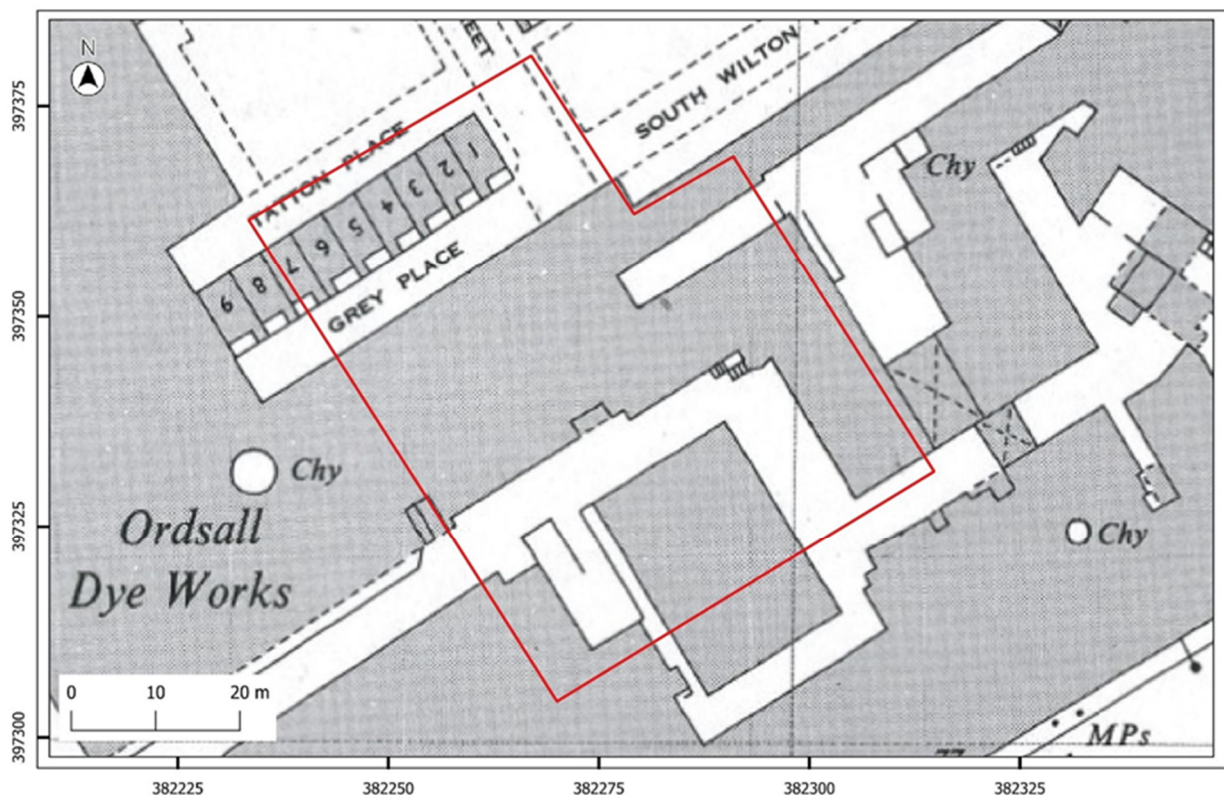 N
EET
SOUTH WILTON
TATTON PLACE
1
2
3
4
5
6
7
8
9
GREY PLACE
Chy
Chy
Ordsall
Dye Works
Chy
MPs
0 10 20 m
397375
397350
397325
397300
382225 382250 382275 382300 382325